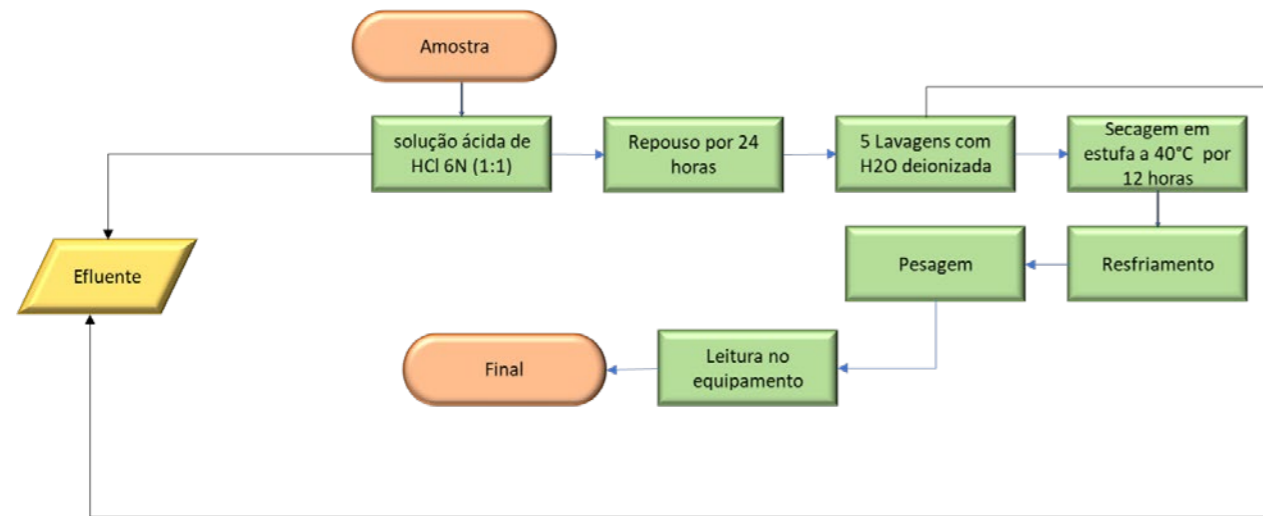 Amostra
solução ácida de
HCl 6N (1:1)
Repouso por 24
horas
5 Lavagens com
H2O deionizada
Secagem em
estufa a 40°C por
12 horas
Efluente
Pesagem
Resfriamento
Final
Leitura no
equipamento